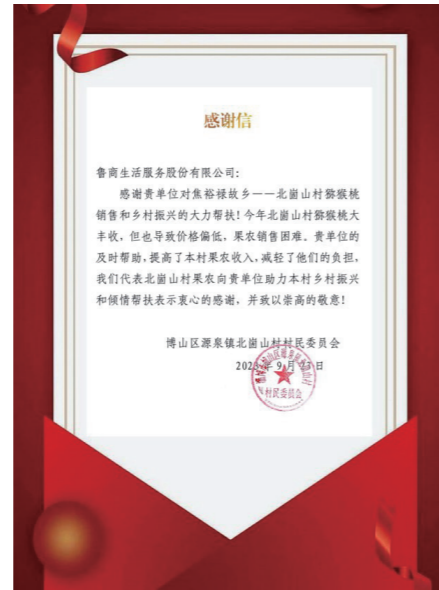 感谢信
鲁商生活服务股份有限公司:
感谢贵单位对焦裕禄故乡——北崮山村猕猴桃
销售和乡村振兴的大力帮扶!今年北崮山村猕猴桃大
丰收,但也导致价格偏低,果农销售困难。贵单位的
及时帮助,提高了本村果农收入,减轻了他们的负担,
我们代表北崮山村果农向贵单位助力本村乡村振兴
和倾情帮扶表示衷心的感谢,并致以崇高的敬意!
博山区源泉镇北崮山村村民委员会
2023年9月23日
村民委员会